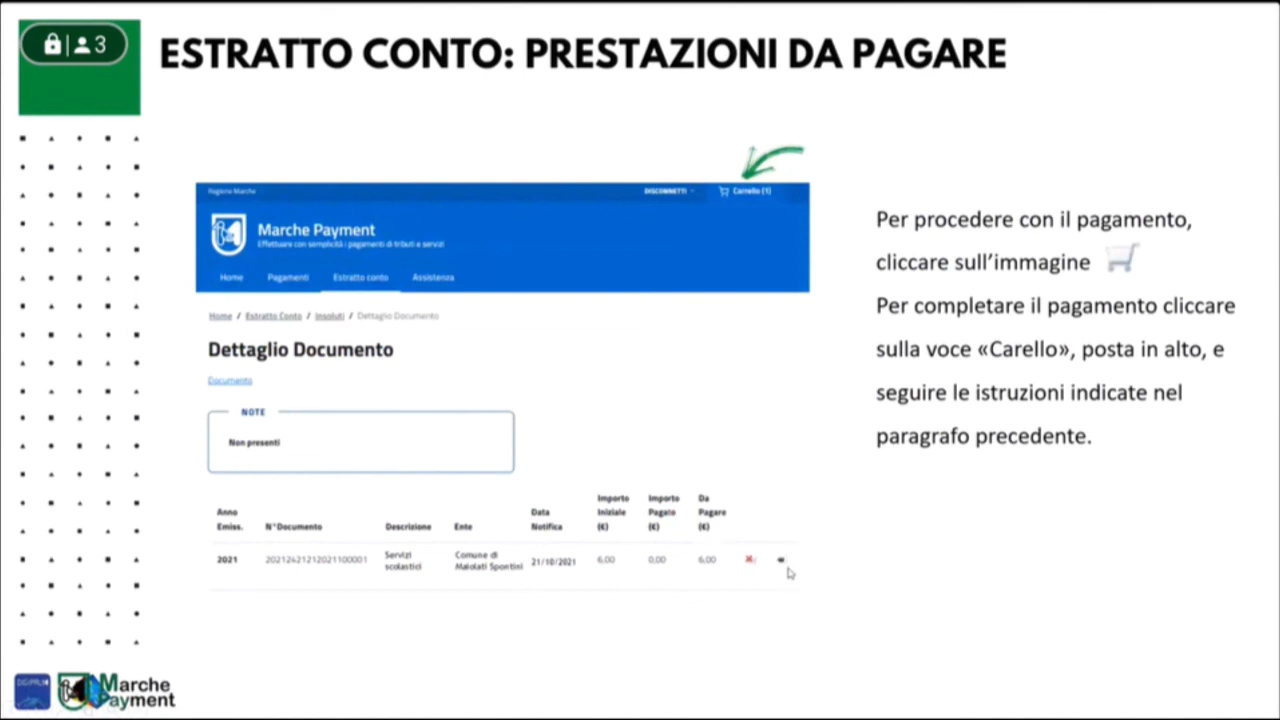 3
ESTRATTO CONTO: PRESTAZIONI DA PAGARE
Regione Marche
DISCONNETTI
Carrello (1)
Marche Payment
Effettuare con semplicità i pagamenti di tributi e servizi
Home Pagamenti Estratto conto Assistenza
Home / Estratto Conto / Insoluti / Dettaglio Documento
Dettaglio Documento
Documento
NOTE
Non presenti
Anno Emiss. N°Documento Descrizione Ente Data Notifica Importo Iniziale (€) Importo Pagato (€) Da Pagare (€)
2021 20212421212021100001 Servizi scolastici Comune di Maiolati Spontini 21/10/2021 6,00 0,00 6,00
Per procedere con il pagamento,
cliccare sull’immagine
Per completare il pagamento cliccare
sulla voce «Carello», posta in alto, e
seguire le istruzioni indicate nel
paragrafo precedente.
Marche
Payment